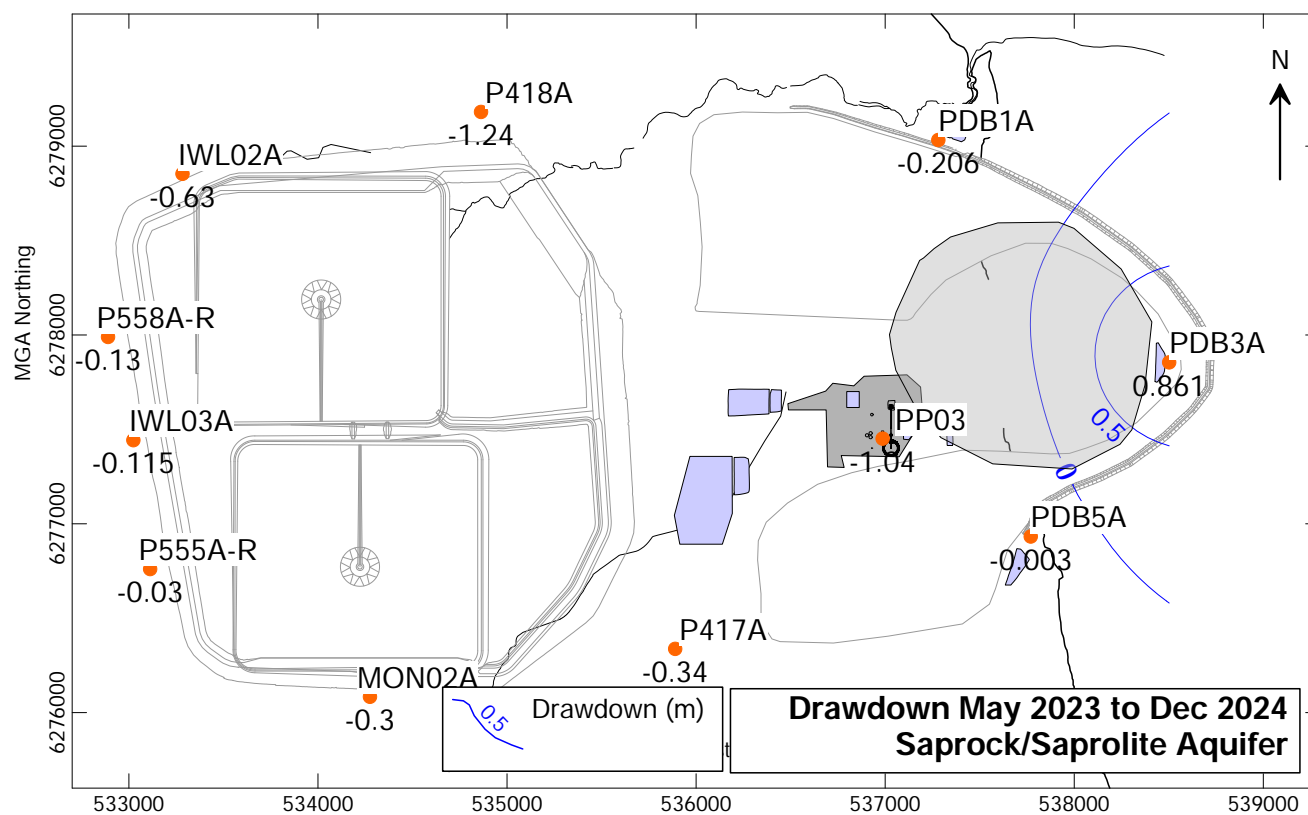 N
P418A
-1.24
PDB1A
-0.206
IWL02A
-0.63
6279000
MGA Northing
6278000
P558A-R
-0.13
PDB3A
0.861
IWL03A
-0.115
0.5
PP03
-1.04
0
6277000
PDB5A
-0.003
P555A-R
-0.03
P417A
-0.34
MON02A
-0.3
6276000
0.5
Drawdown (m)
t
Drawdown May 2023 to Dec 2024
Saprock/Saprolite Aquifer
533000 534000 535000 536000 537000 538000 539000